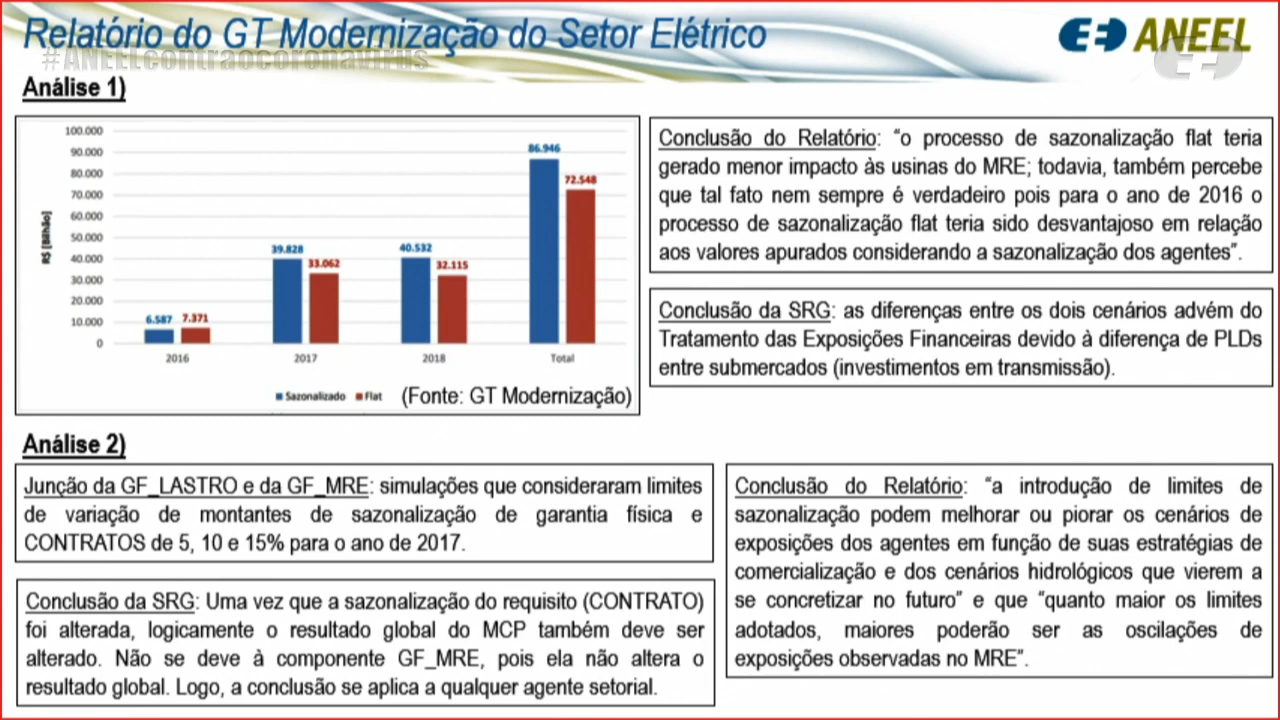 Relatório do GT Modernização do Setor Elétrico
ANEEL
#ANEELcontraocoronavirus
Análise 1)
100.000
90.000
80.000
70.000
60.000
50.000
40.000
30.000
20.000
10.000
0
R$ [Bilhão]
6.587 7.371
39.828
33.062
40.532
32.115
86.946
72.548
2016 2017 2018 Total
Sazonalizado Flat (Fonte: GT Modernização)
Conclusão do Relatório: “o processo de sazonalização flat teria
gerado menor impacto às usinas do MRE; todavia, também percebe
que tal fato nem sempre é verdadeiro pois para o ano de 2016 o
processo de sazonalização flat teria sido desvantajoso em relação
aos valores apurados considerando a sazonalização dos agentes”.
Conclusão da SRG: as diferenças entre os dois cenários advém do
Tratamento das Exposições Financeiras devido à diferença de PLDs
entre submercados (investimentos em transmissão).
Análise 2)
Junção da GF_LASTRO e da GF_MRE: simulações que consideraram limites
de variação de montantes de sazonalização de garantia física e
CONTRATOS de 5, 10 e 15% para o ano de 2017.
Conclusão da SRG: Uma vez que a sazonalização do requisito (CONTRATO)
foi alterada, logicamente o resultado global do MCP também deve ser
alterado. Não se deve à componente GF_MRE, pois ela não altera o
resultado global. Logo, a conclusão se aplica a qualquer agente setorial.
Conclusão do Relatório: “a introdução de limites de
sazonalização podem melhorar ou piorar os cenários de
exposições dos agentes em função de suas estratégias de
comercialização e dos cenários hidrológicos que vierem a
se concretizar no futuro” e que “quanto maior os limites
adotados, maiores poderão ser as oscilações de
exposições observadas no MRE”.